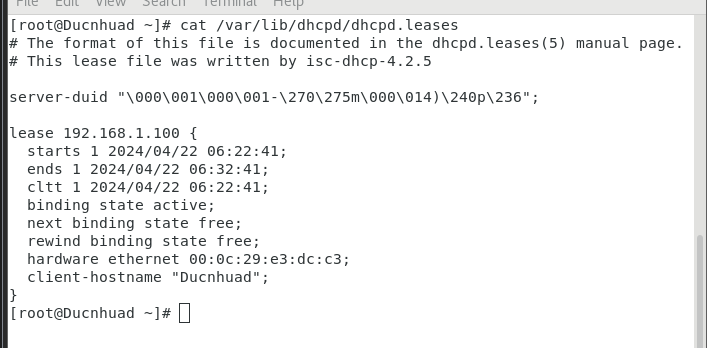 File Edit View Search Terminal Help
[root@Ducnhuad ~]# cat /var/lib/dhcpd/dhcpd.leases
# The format of this file is documented in the dhcpd.leases(5) manual page.
# This lease file was written by isc-dhcp-4.2.5

server-duid "\000\001\000\001-\270\275m\000\014)\240p\236";

lease 192.168.1.100 {
  starts 1 2024/04/22 06:22:41;
  ends 1 2024/04/22 06:32:41;
  cltt 1 2024/04/22 06:22:41;
  binding state active;
  next binding state free;
  rewind binding state free;
  hardware ethernet 00:0c:29:e3:dc:c3;
  client-hostname "Ducnhuad";
}
[root@Ducnhuad ~]#